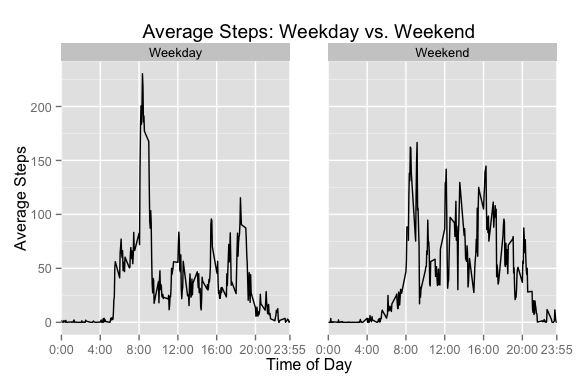 Average Steps: Weekday vs. Weekend
Weekday Weekend
Average Steps
200
150
100
50
0
0:00 4:00 8:00 12:00 16:00 20:00 23:55 0:00 4:00 8:00 12:00 16:00 20:00 23:55
Time of Day